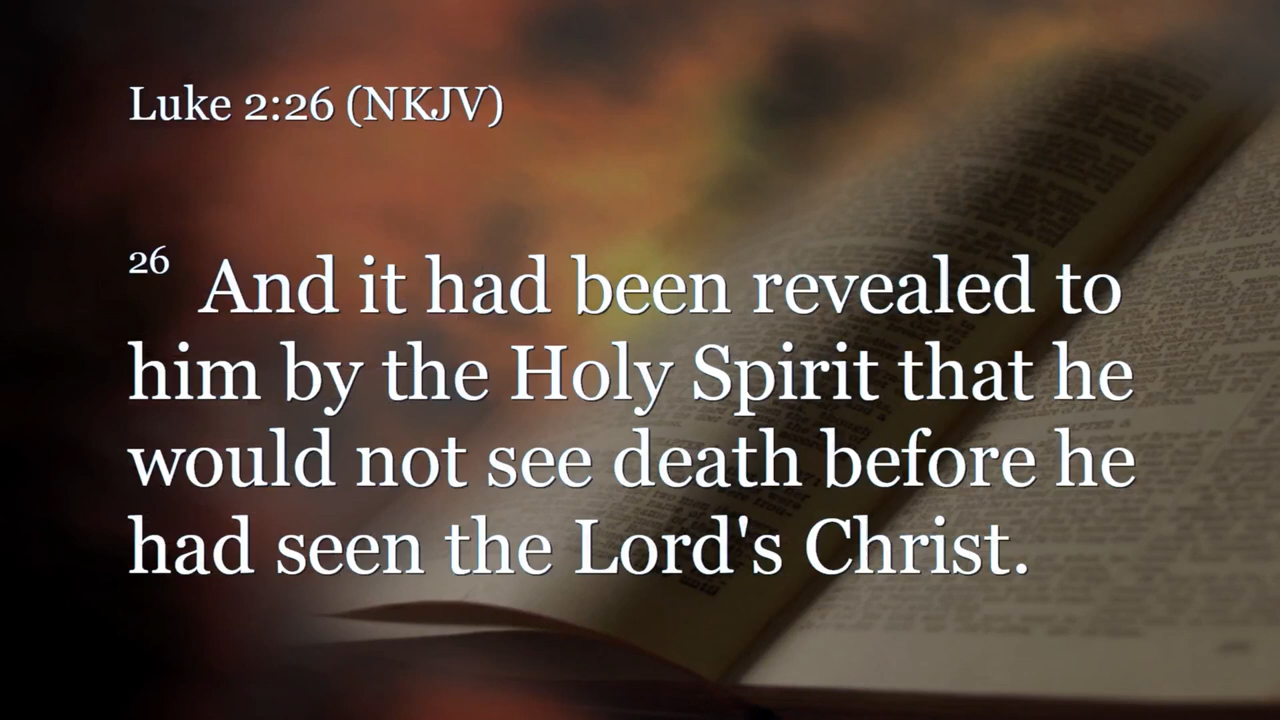 Luke 2:26 (NKJV)
26 And it had been revealed to
him by the Holy Spirit that he
would not see death before he
had seen the Lord's Christ.